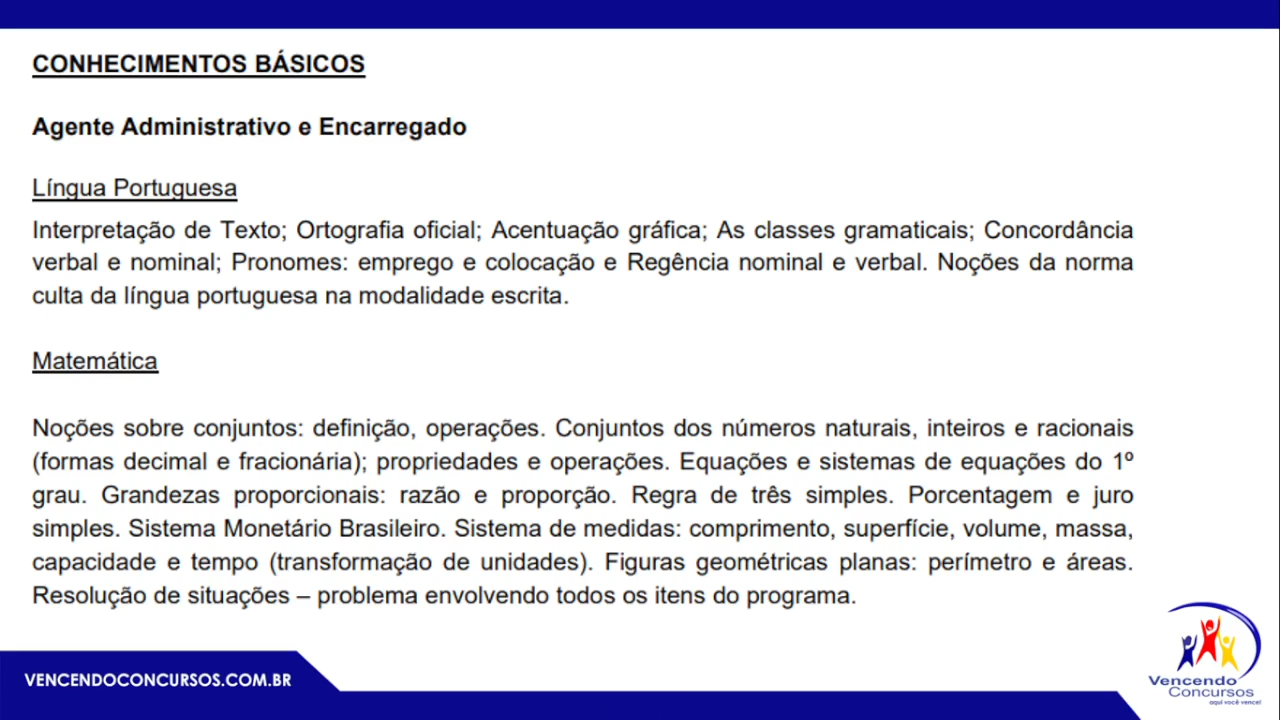 CONHECIMENTOS BÁSICOS
Agente Administrativo e Encarregado
Língua Portuguesa
Interpretação de Texto; Ortografia oficial; Acentuação gráfica; As classes gramaticais; Concordância
verbal e nominal; Pronomes: emprego e colocação e Regência nominal e verbal. Noções da norma
culta da língua portuguesa na modalidade escrita.
Matemática
Noções sobre conjuntos: definição, operações. Conjuntos dos números naturais, inteiros e racionais
(formas decimal e fracionária); propriedades e operações. Equações e sistemas de equações do 1º
grau. Grandezas proporcionais: razão e proporção. Regra de três simples. Porcentagem e juro
simples. Sistema Monetário Brasileiro. Sistema de medidas: comprimento, superfície, volume, massa,
capacidade e tempo (transformação de unidades). Figuras geométricas planas: perímetro e áreas.
Resolução de situações – problema envolvendo todos os itens do programa.
VENCENDOCONCURSOS.COM.BR
Vencendo
Concursos
aqui você vence!